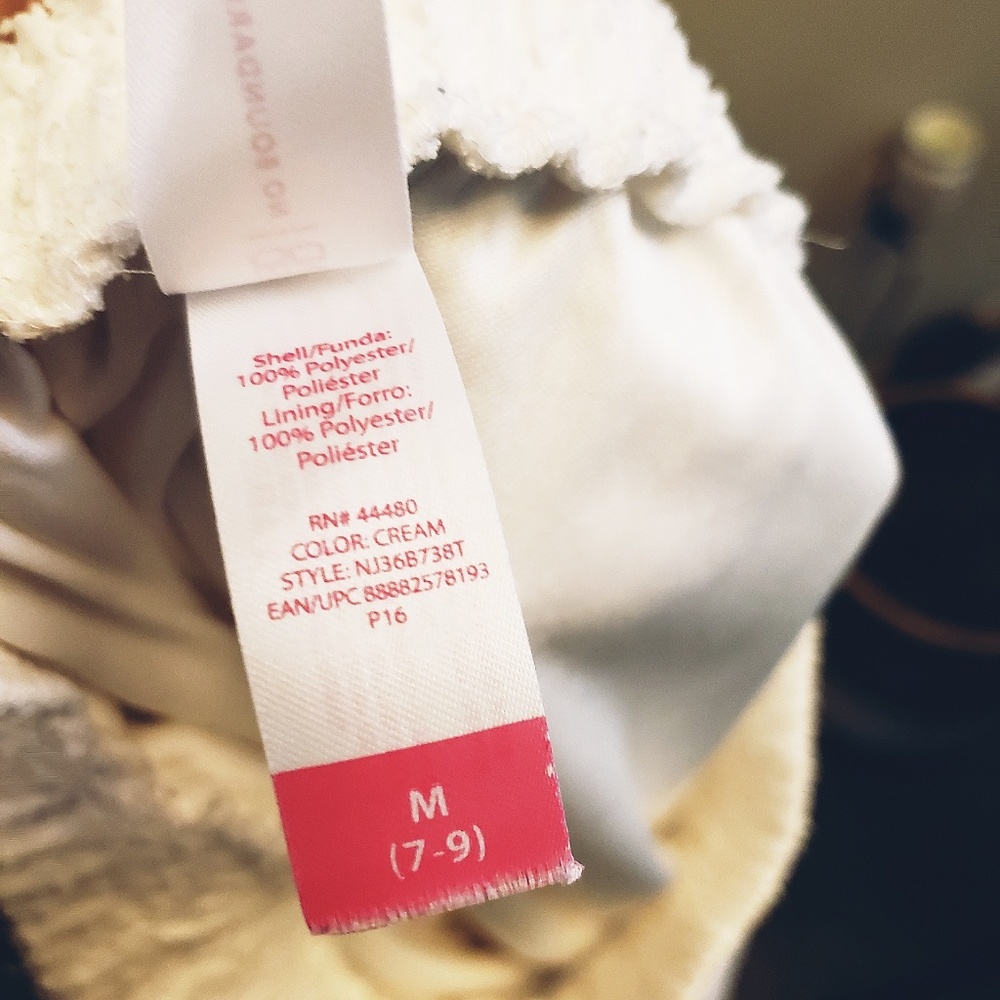 Shell/Funda:
100% Polyester/
Poliéster
Lining/Forro:
100% Polyester/
Poliéster
RN# 44480
COLOR: CREAM
STYLE: NJ36B738T
EAN/UPC 88882578193
P16
M
(7-9)